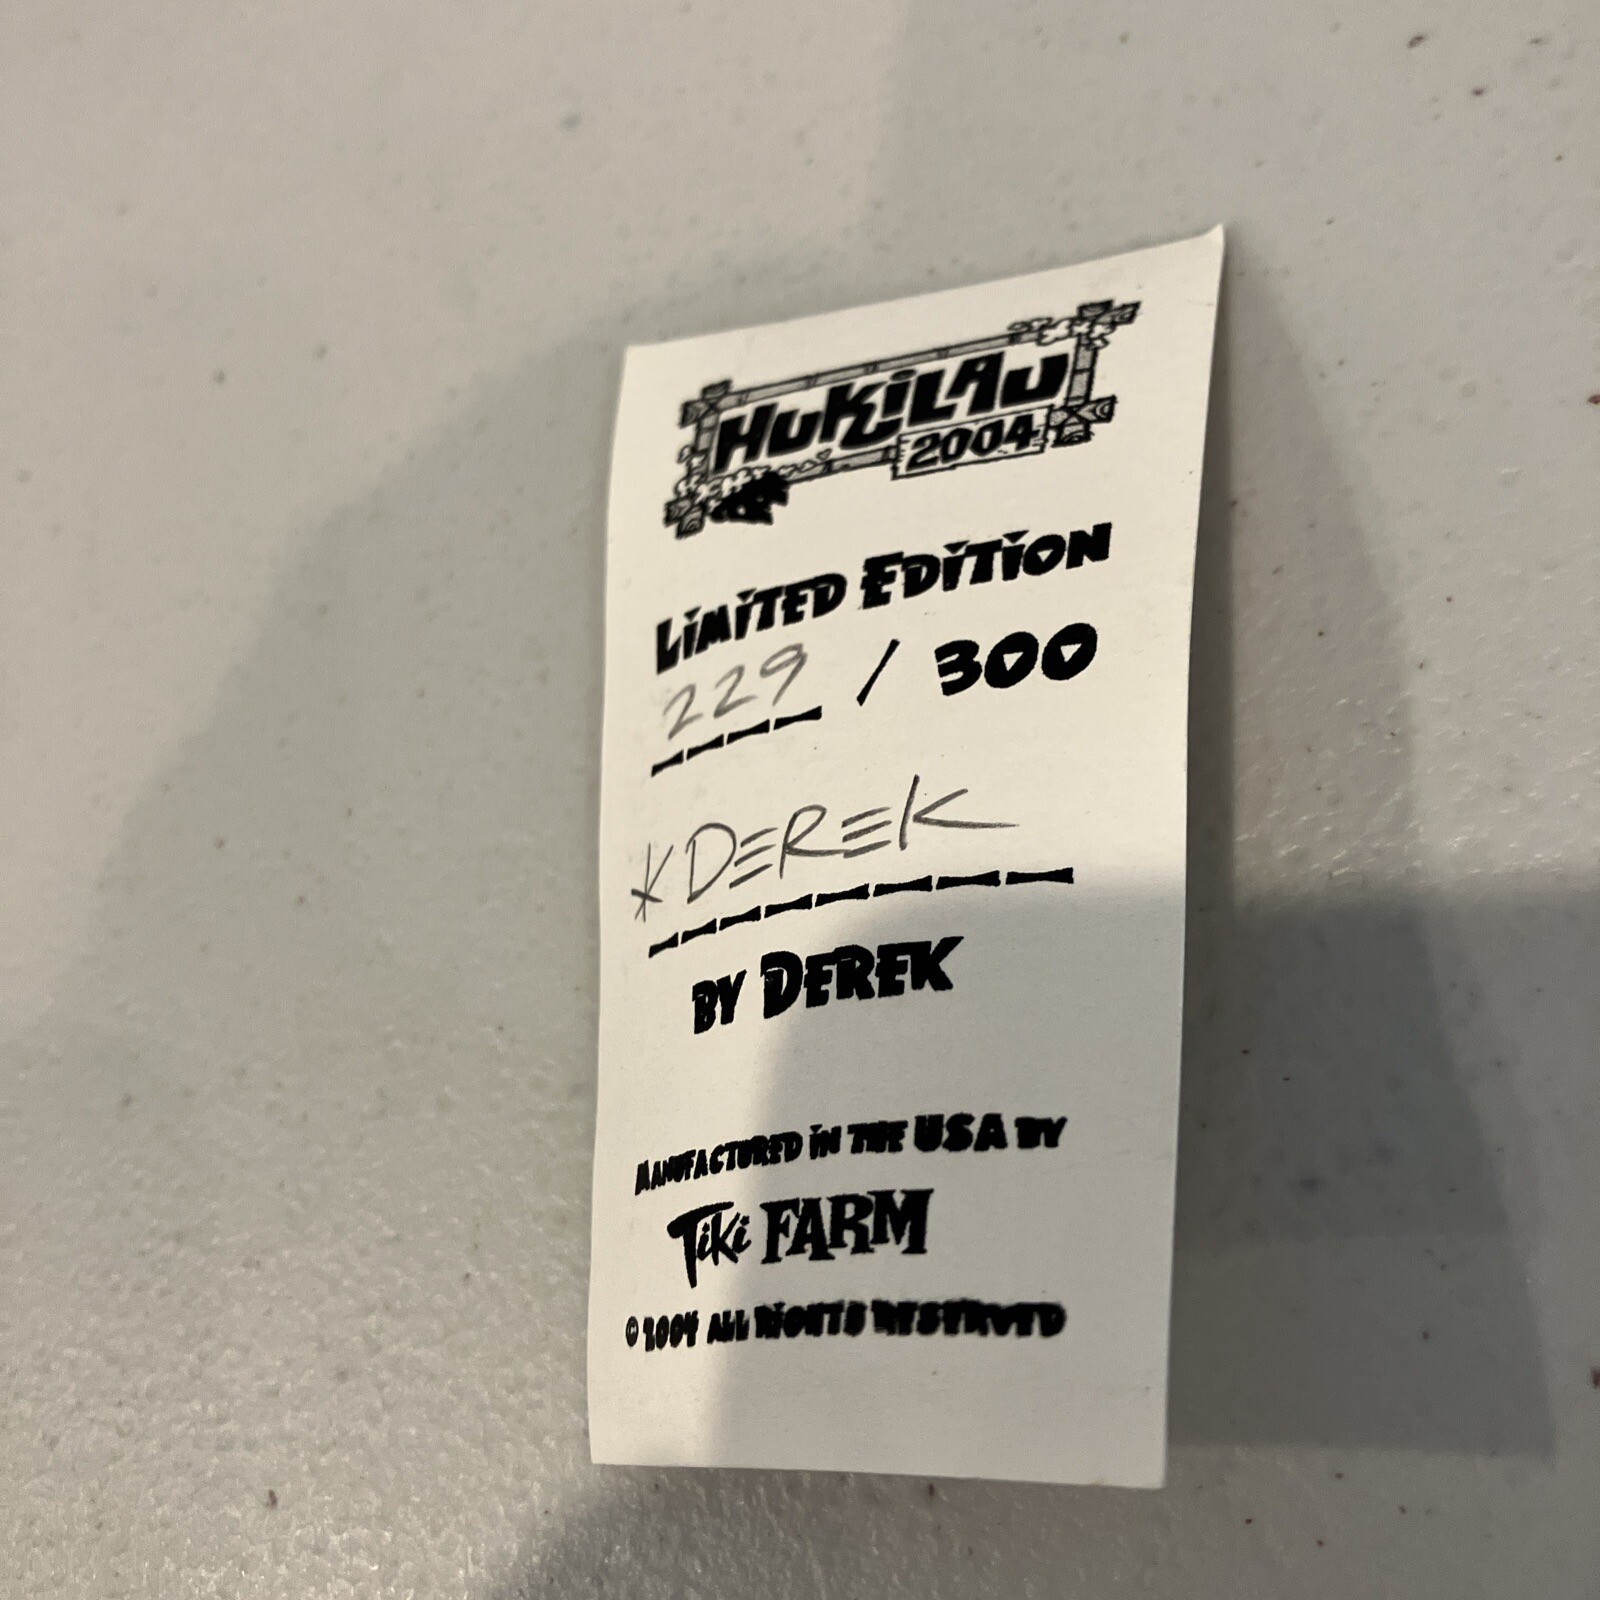 HUKiLAU
2004
LiMiTED EDiTiON
229 / 300
*DEREK
BY DEREK
MANUFACTURED iN THE USA BY
Tiki FARM
© 2004 ALL RiGHTS RESERVED